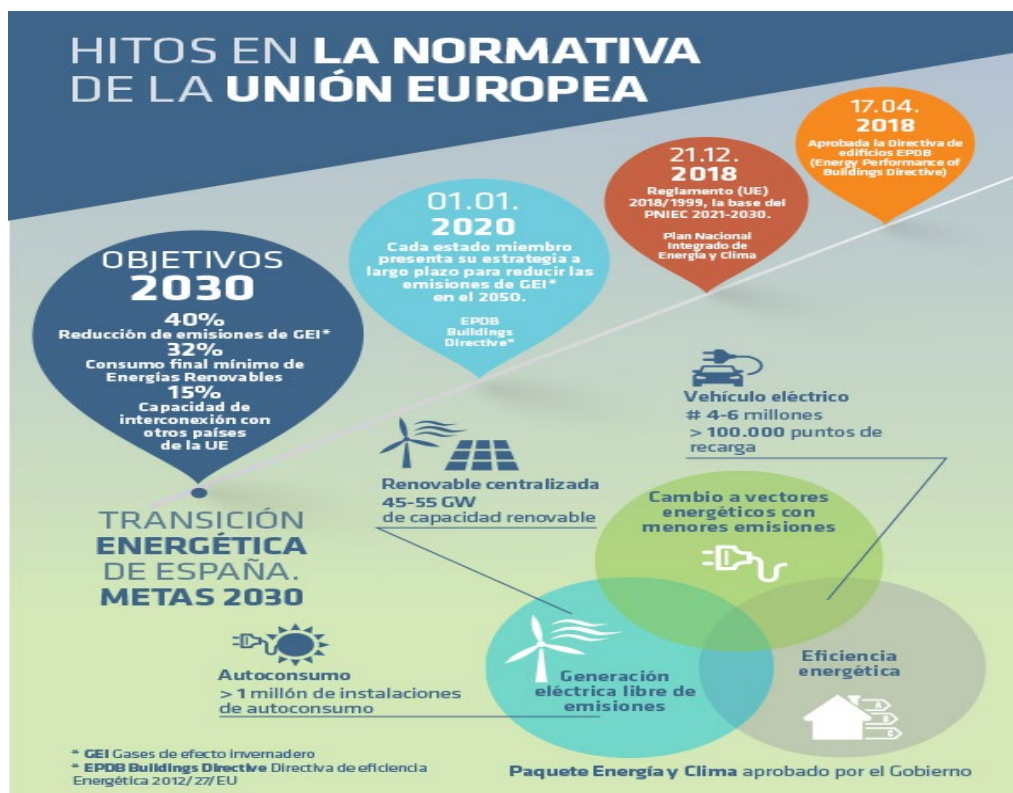 HITOS EN LA NORMATIVA
DE LA UNIÓN EUROPEA
17.04.
2018
Aprobada la Directiva de
edificios EPDB
(Energy Performance of
Buildings Directive)
21.12.
2018
Reglamento (UE)
2018/1999, la base del
PNIEC 2021-2030.
Plan Nacional
Integrado de
Energía y Clima
01.01.
2020
Cada estado miembro
presenta su estrategia a
largo plazo para reducir las
emisiones de GEI*
en el 2050.
EPDB
Buildings
Directive*
OBJETIVOS
2030
40%
Reducción de emisiones de GEI*
32%
Consumo final mínimo de
Energías Renovables
15%
Capacidad de
interconexión con
otros países
de la UE
TRANSICIÓN
ENERGÉTICA
DE ESPAÑA.
METAS 2030
Vehículo eléctrico
# 4-6 millones
> 100.000 puntos de
recarga
Renovable centralizada
45-55 GW
de capacidad renovable
Cambio a vectores
energéticos con
menores emisiones
Autoconsumo
> 1 millón de instalaciones
de autoconsumo
Generación
eléctrica libre de
emisiones
Eficiencia
energética
A
B
C
* GEI Gases de efecto invernadero
* EPDB Buildings Directive Directiva de eficiencia
Energética 2012/27/EU
Paquete Energía y Clima aprobado por el Gobierno